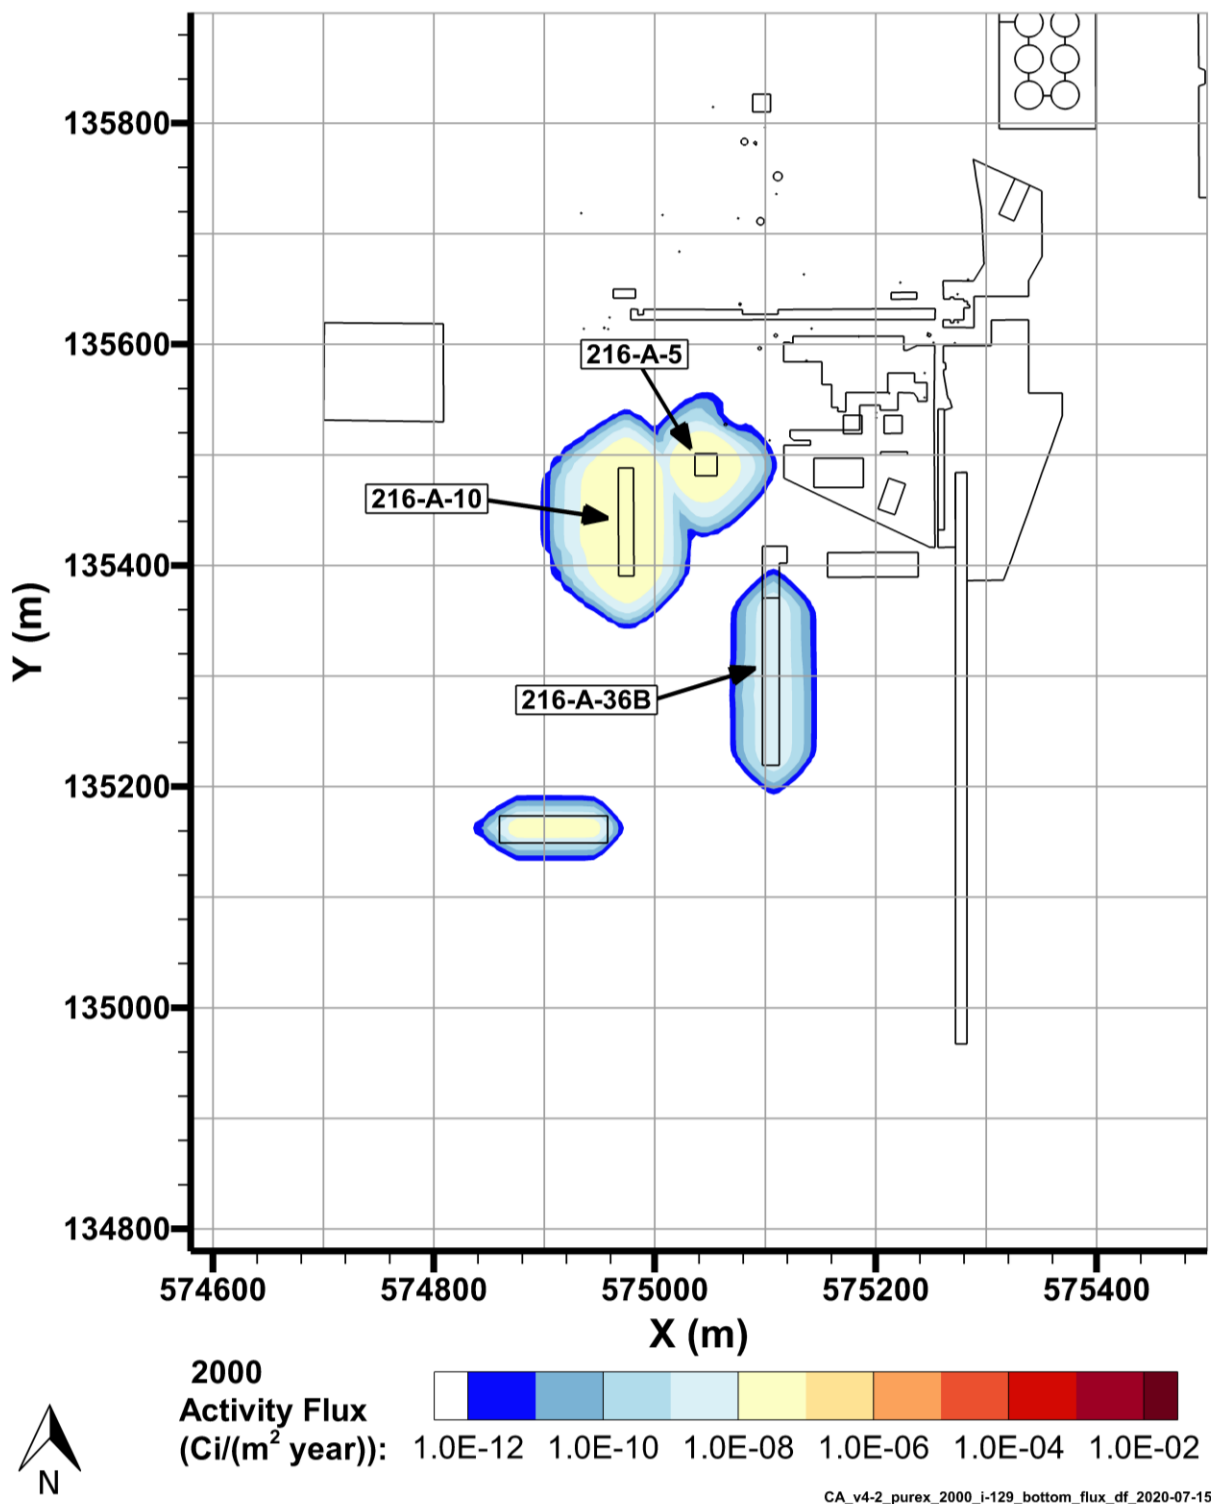 135800
135600
216-A-5
216-A-10
135400
Y (m)
216-A-36B
135200
135000
134800
574600 574800 575000 575200 575400
X (m)
2000
Activity Flux
(Ci/(m² year)):
1.0E-12 1.0E-10 1.0E-08 1.0E-06 1.0E-04 1.0E-02
N
CA_v4-2_purex_2000_i-129_bottom_flux_df_2020-07-15